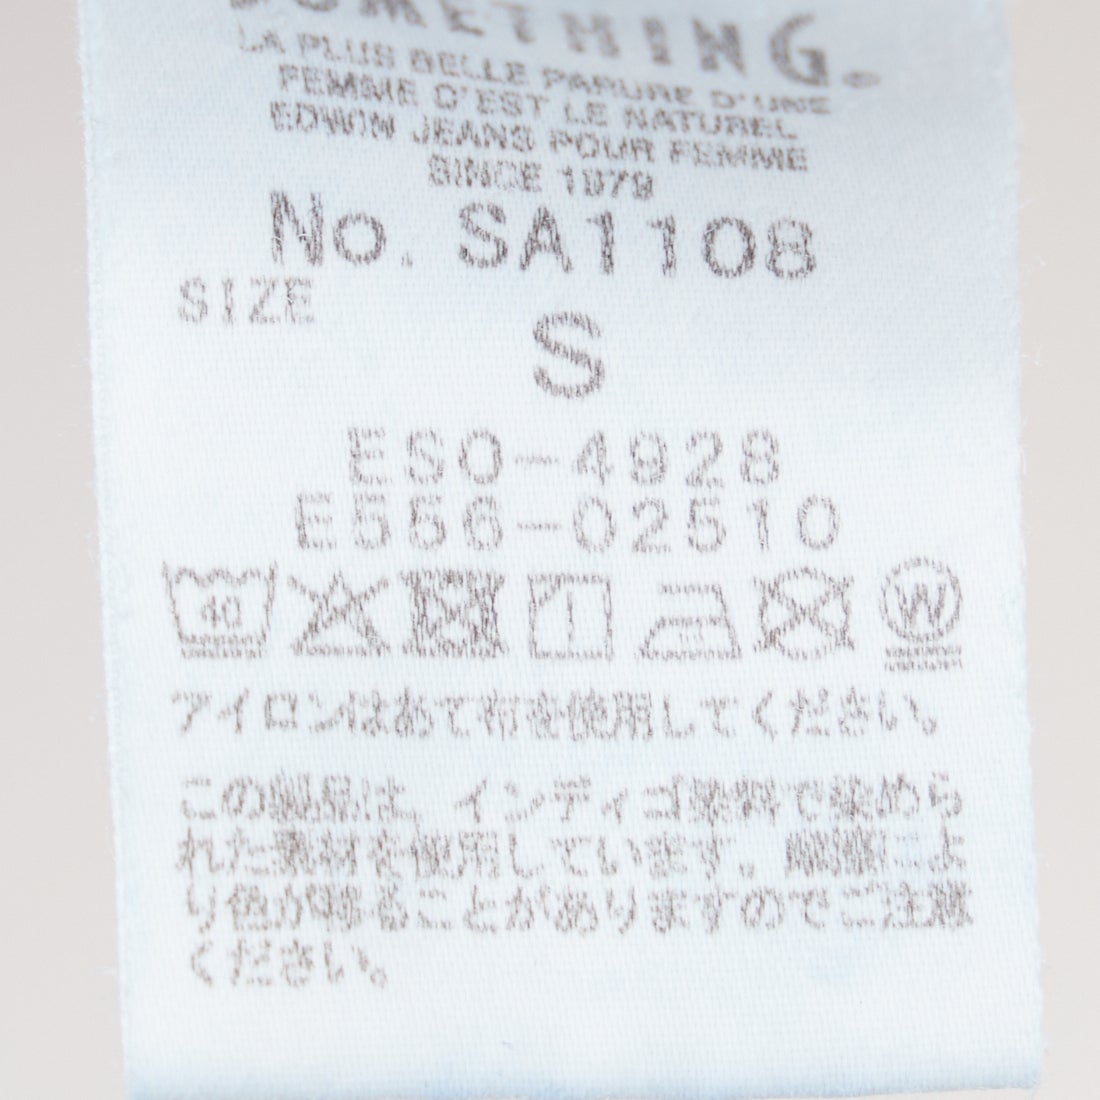 SOMETHING.
LA PLUS BELLE PARURE D'UNE
FEMME D'EST LE NATUREL
EDWIN JEANS POUR FEMME
SINCE 1979
No. SA1108
SIZE
S
ES0-4928
E556-02510
40
W
アイロンはあて布を使用してください。
この製品は、インディゴ染料で染めら
れた素材を使用しています。摩擦によ
り色が移ることがありますのでご注意
ください。